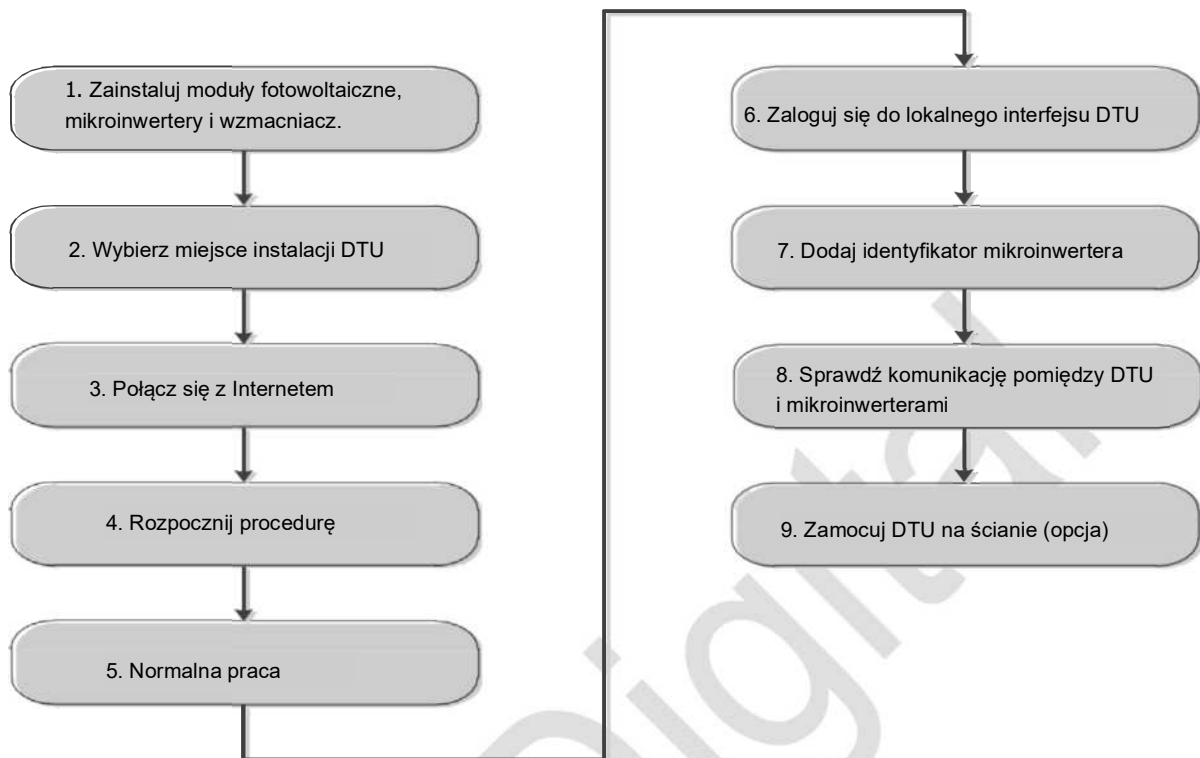 1. Zainstaluj moduły fotowoltaiczne,
mikroinwertery i wzmacniacz.
2. Wybierz miejsce instalacji DTU
3. Połącz się z Internetem
4. Rozpocznij procedurę
5. Normalna praca
6. Zaloguj się do lokalnego interfejsu DTU
7. Dodaj identyfikator mikroinwertera
8. Sprawdź komunikację pomiędzy DTU
i mikroinwerterami
9. Zamocuj DTU na ścianie (opcja)
Digital